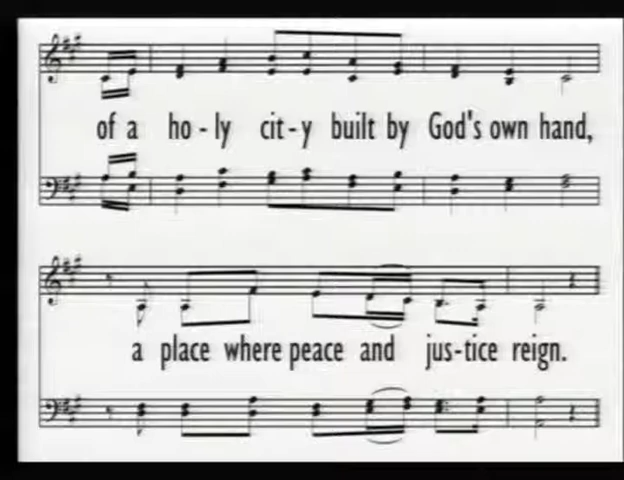 of a ho - ly cit - y built by God's own hand,
a place where peace and jus - tice reign.